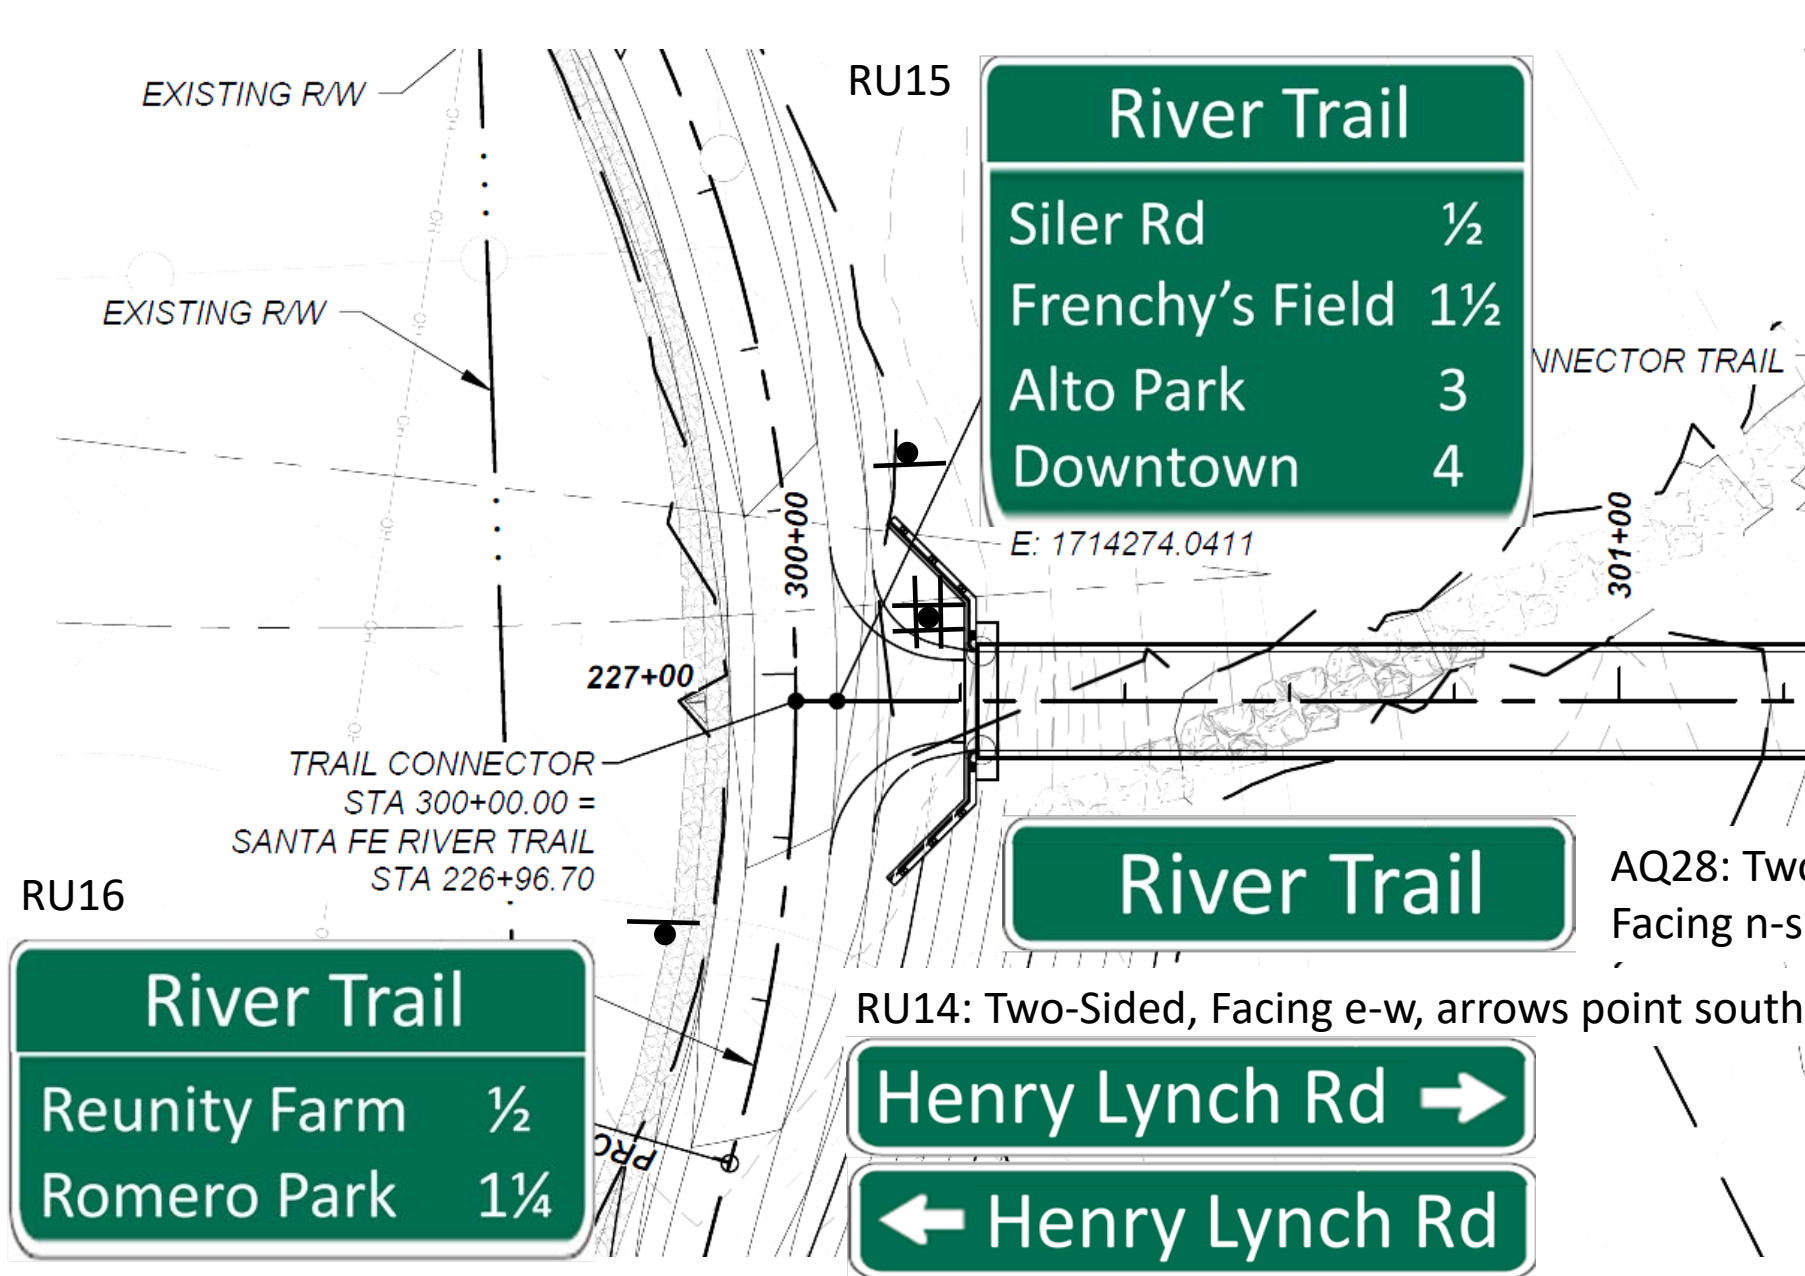 EXISTING R/W
RU15
River Trail
Siler Rd ½
Frenchy's Field 1½
Alto Park 3
Downtown 4
EXISTING R/W
NNECTOR TRAIL
300+00
E: 1714274.0411
301+00
227+00
TRAIL CONNECTOR
STA 300+00.00 =
SANTA FE RIVER TRAIL
STA 226+96.70
River Trail
AQ28: Two
Facing n-s
RU16
River Trail
Reunity Farm ½
Romero Park 1¼
PRO
RU14: Two-Sided, Facing e-w, arrows point south
Henry Lynch Rd →
← Henry Lynch Rd